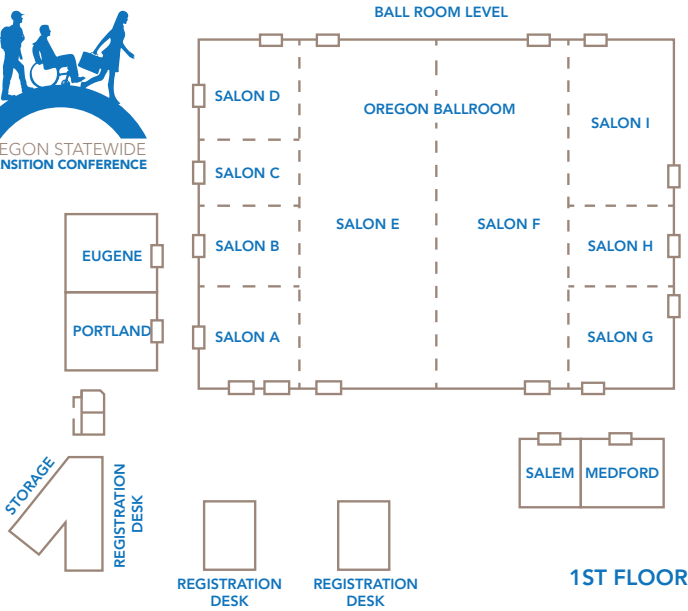 BALL ROOM LEVEL
EGON STATEWIDE
NSITION CONFERENCE
SALON D
OREGON BALLROOM
SALON I
SALON C
SALON E
SALON F
EUGENE
SALON B
SALON H
PORTLAND
SALON A
SALON G
STORAGE
REGISTRATION
DESK
SALEM
MEDFORD
REGISTRATION
DESK
REGISTRATION
DESK
1ST FLOOR